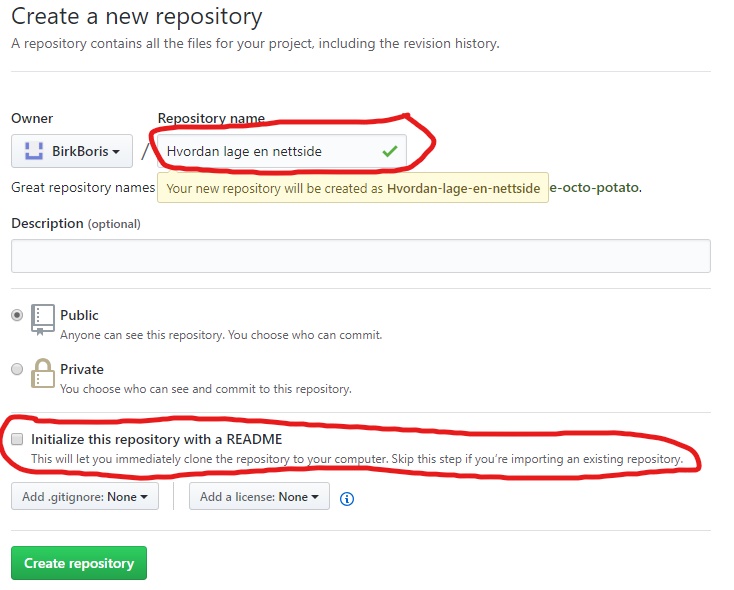 Create a new repository
A repository contains all the files for your project, including the revision history.
Owner
Repository name
BirkBoris
/
Hvordan lage en nettside
Great repository names
Your new repository will be created as Hvordan-lage-en-nettside
e-octo-potato.
Description (optional)
Public
Anyone can see this repository. You choose who can commit.
Private
You choose who can see and commit to this repository.
Initialize this repository with a README
This will let you immediately clone the repository to your computer. Skip this step if you’re importing an existing repository.
Add .gitignore: None
Add a license: None
Create repository